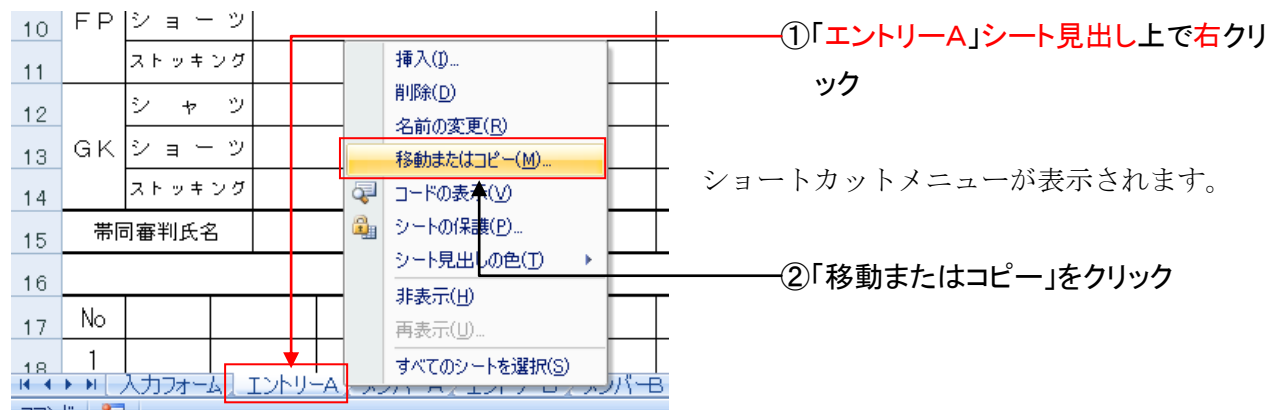 10 FP ショーツ
11 ストッキング
12 シャツ
13 GK ショーツ
14 ストッキング
15 帯同審判氏名
16
17 No
18 1
挿入(I)...
削除(D)
名前の変更(R)
移動またはコピー(M)...
コードの表示(V)
シートの保護(P)...
シート見出しの色(T)
非表示(H)
再表示(U)...
すべてのシートを選択(S)
入力フォーム エントリーA メンバーB
①「エントリーA」シート見出し上で右クリ
ック
ショートカットメニューが表示されます。
②「移動またはコピー」をクリック